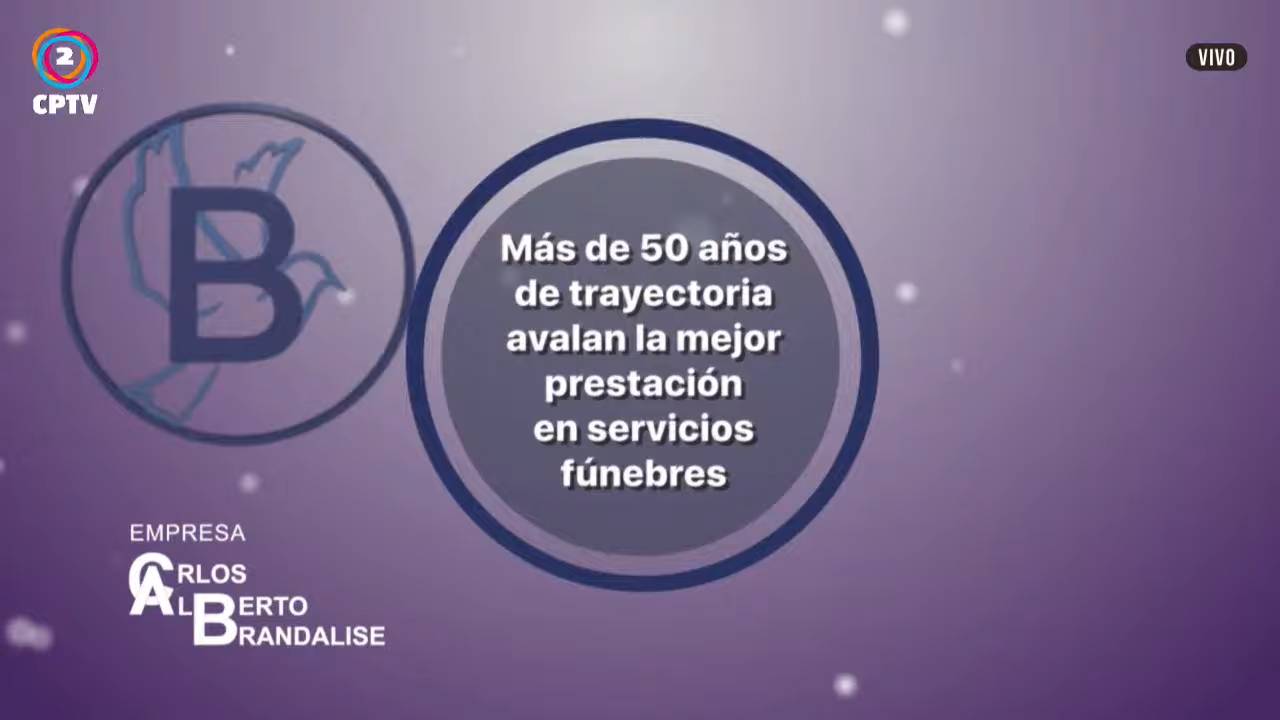 2
CPTV
VIVO
B
Más de 50 años
de trayectoria
avalan la mejor
prestación
en servicios
fúnebres
EMPRESA
CARLOS
ALBERTO
BRANDALISE